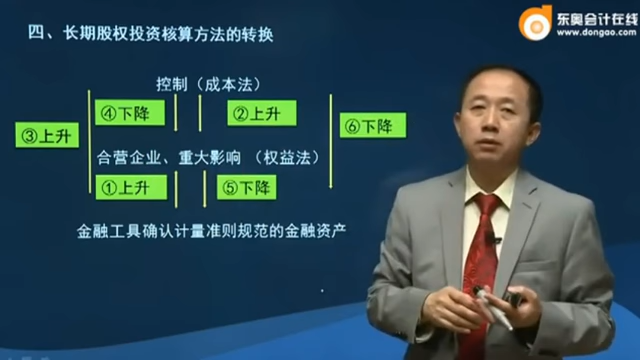 四、长期股权投资核算方法的转换
东奥会计在线
www.dongao.com
控制（成本法）
④下降
②上升
③上升
⑥下降
合营企业、重大影响 （权益法）
①上升
⑤下降
金融工具确认计量准则规范的金融资产